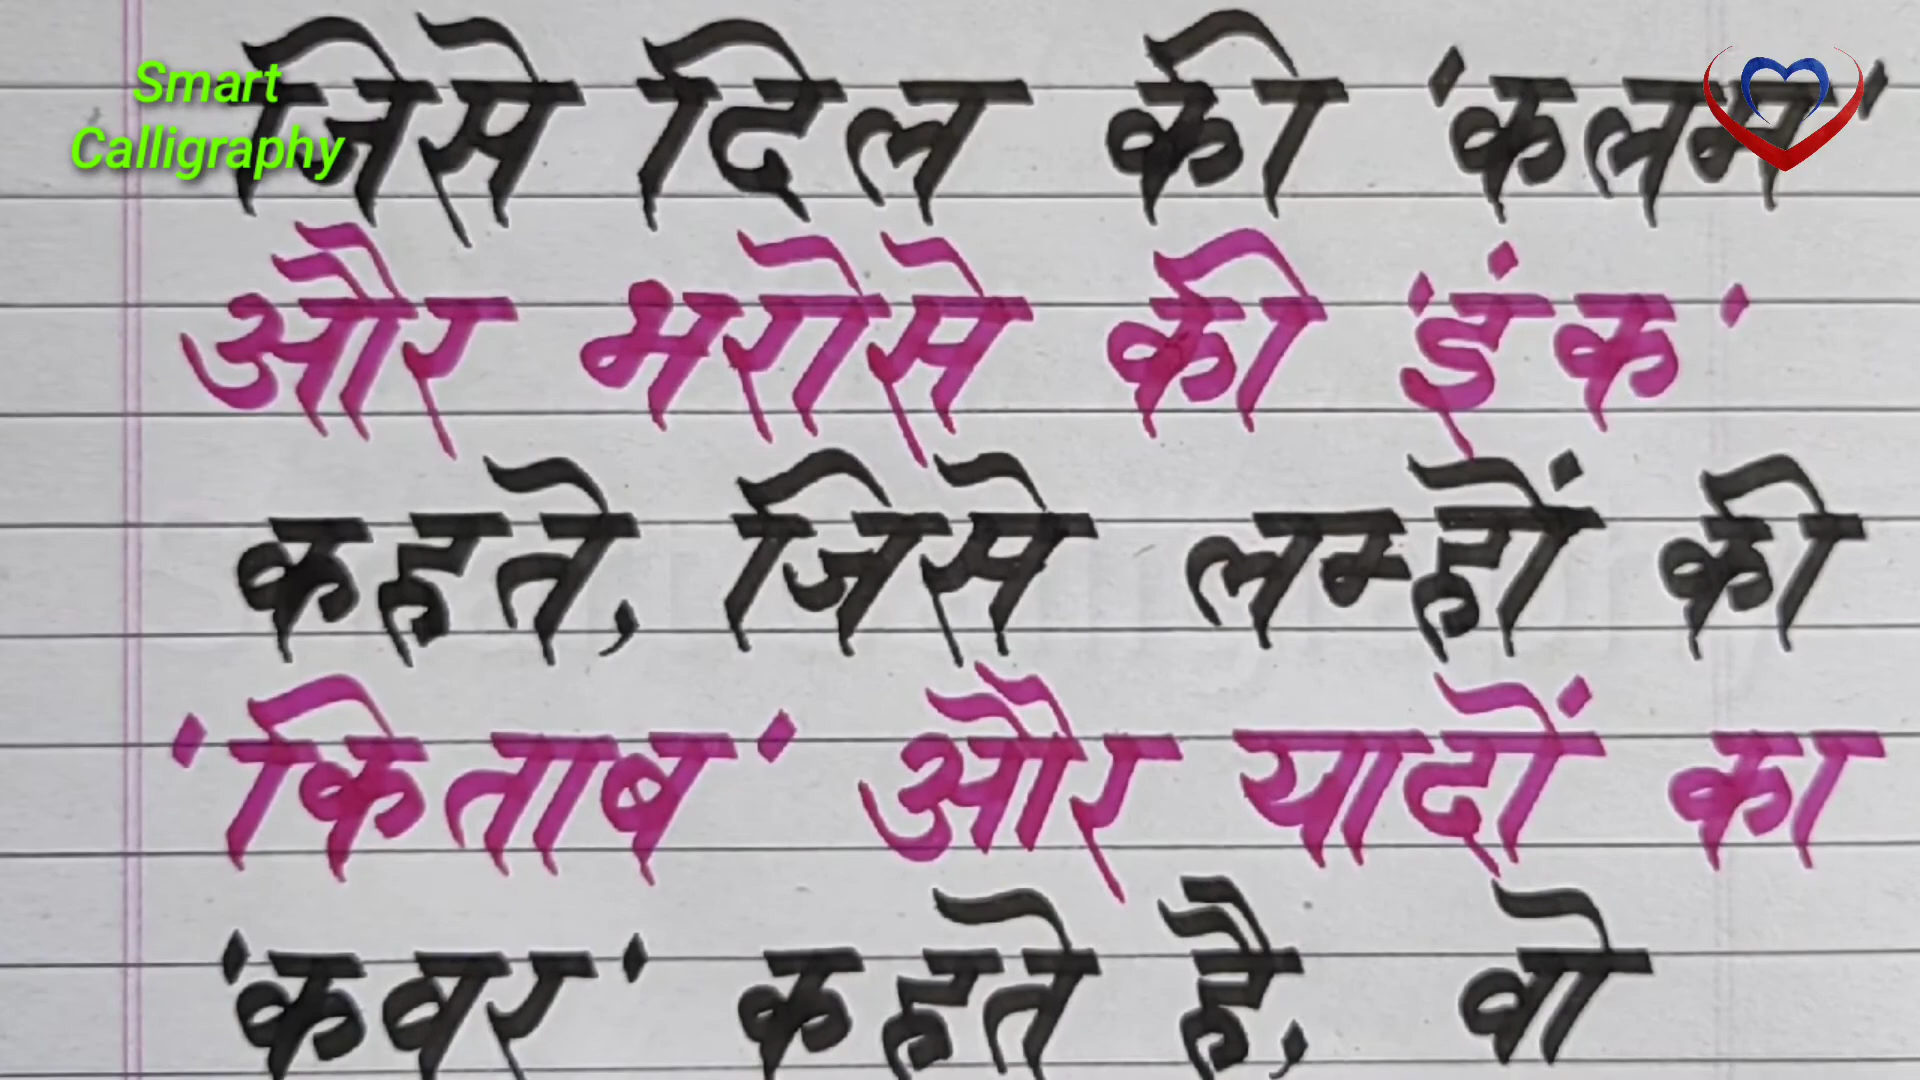 Smart
Calligraphy
जिसे दिल की 'कलम'
और भरोसे की 'इंक'
कहते, जिसे लम्हों की
'किताब' और यादों का
'कवर' कहते है, वो